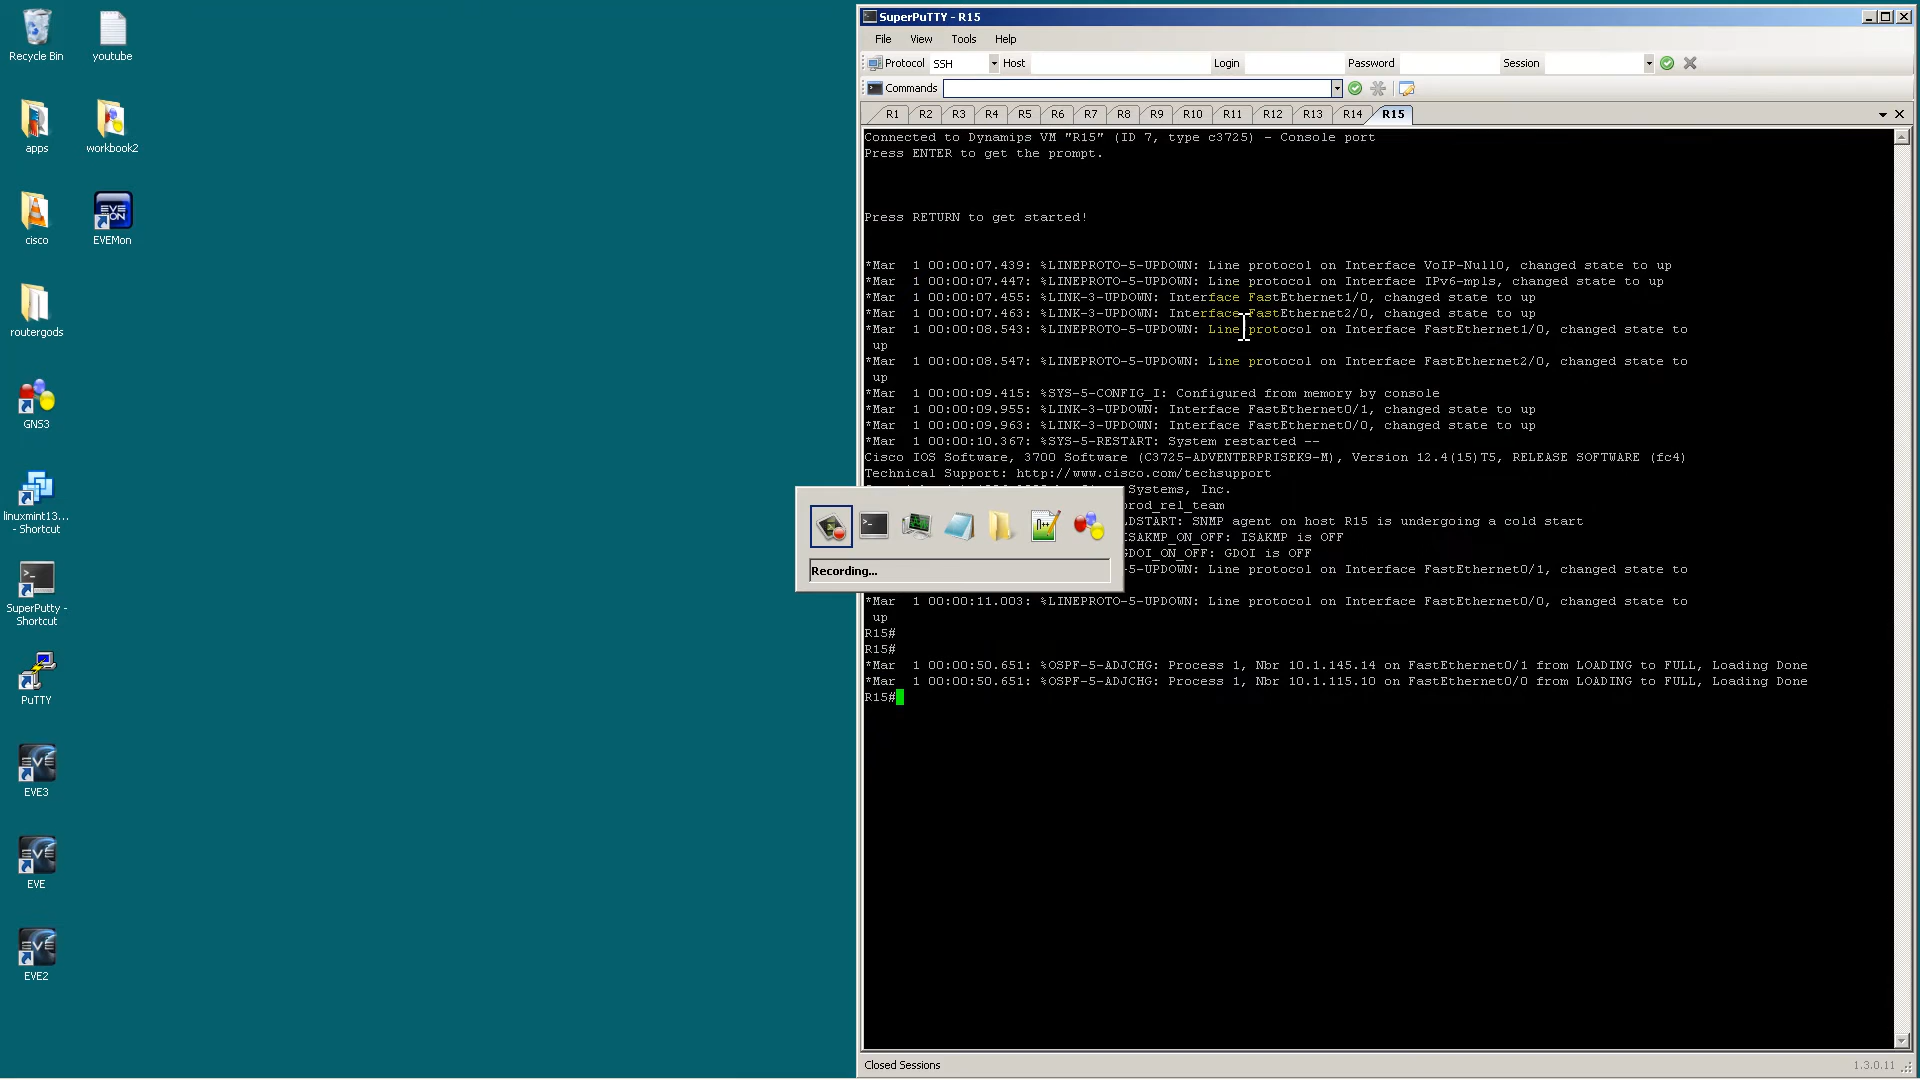 Recycle Bin
youtube
apps
workbook2
cisco
EVEMon
routergods
GNS3
linuxmint13...
- Shortcut
SuperPutty -
Shortcut
PuTTY
EVE3
EVE
EVE2
SuperPuTTY - R15
File View Tools Help
Protocol SSH Host Login Password Session
Commands
R1 R2 R3 R4 R5 R6 R7 R8 R9 R10 R11 R12 R13 R14 R15
Connected to Dynamips VM "R15" (ID 7, type c3725) - Console port
Press ENTER to get the prompt.
Press RETURN to get started!
*Mar  1 00:00:07.439: %LINEPROTO-5-UPDOWN: Line protocol on Interface VoIP-Null0, changed state to up
*Mar  1 00:00:07.447: %LINEPROTO-5-UPDOWN: Line protocol on Interface IPv6-mpls, changed state to up
*Mar  1 00:00:07.455: %LINK-3-UPDOWN: Interface FastEthernet1/0, changed state to up
*Mar  1 00:00:07.463: %LINK-3-UPDOWN: Interface FastEthernet2/0, changed state to up
*Mar  1 00:00:08.543: %LINEPROTO-5-UPDOWN: Line protocol on Interface FastEthernet1/0, changed state to
up
*Mar  1 00:00:08.547: %LINEPROTO-5-UPDOWN: Line protocol on Interface FastEthernet2/0, changed state to
up
*Mar  1 00:00:09.415: %SYS-5-CONFIG_I: Configured from memory by console
*Mar  1 00:00:09.955: %LINK-3-UPDOWN: Interface FastEthernet0/1, changed state to up
*Mar  1 00:00:09.963: %LINK-3-UPDOWN: Interface FastEthernet0/0, changed state to up
*Mar  1 00:00:10.367: %SYS-5-RESTART: System restarted --
Cisco IOS Software, 3700 Software (C3725-ADVENTERPRISEK9-M), Version 12.4(15)T5, RELEASE SOFTWARE (fc4)
Technical Support: http://www.cisco.com/techsupport
Systems, Inc.
prod_rel_team
LDSTART: SNMP agent on host R15 is undergoing a cold start
ISAKMP_ON_OFF: ISAKMP is OFF
GDOI_ON_OFF: GDOI is OFF
-5-UPDOWN: Line protocol on Interface FastEthernet0/1, changed state to
Recording...
*Mar  1 00:00:11.003: %LINEPROTO-5-UPDOWN: Line protocol on Interface FastEthernet0/0, changed state to
up
R15#
R15#
*Mar  1 00:00:50.651: %OSPF-5-ADJCHG: Process 1, Nbr 10.1.145.14 on FastEthernet0/1 from LOADING to FULL, Loading Done
*Mar  1 00:00:50.651: %OSPF-5-ADJCHG: Process 1, Nbr 10.1.115.10 on FastEthernet0/0 from LOADING to FULL, Loading Done
R15#
Closed Sessions
1.3.0.11